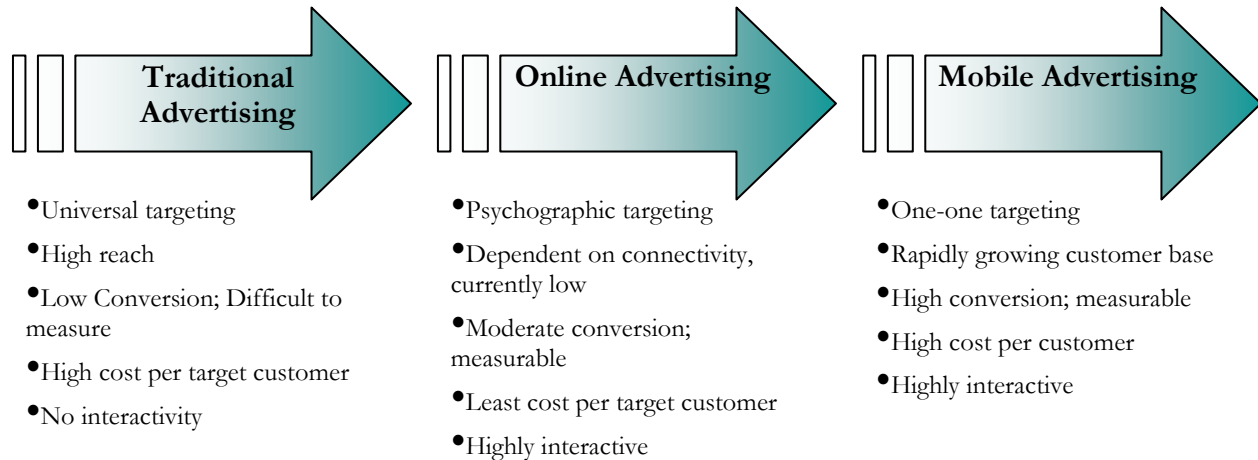 Traditional
Advertising
•Universal targeting
•High reach
•Low Conversion; Difficult to
measure
•High cost per target customer
•No interactivity
Online Advertising
•Psychographic targeting
•Dependent on connectivity,
currently low
•Moderate conversion;
measurable
•Least cost per target customer
•Highly interactive
Mobile Advertising
•One-one targeting
•Rapidly growing customer base
•High conversion; measurable
•High cost per customer
•Highly interactive